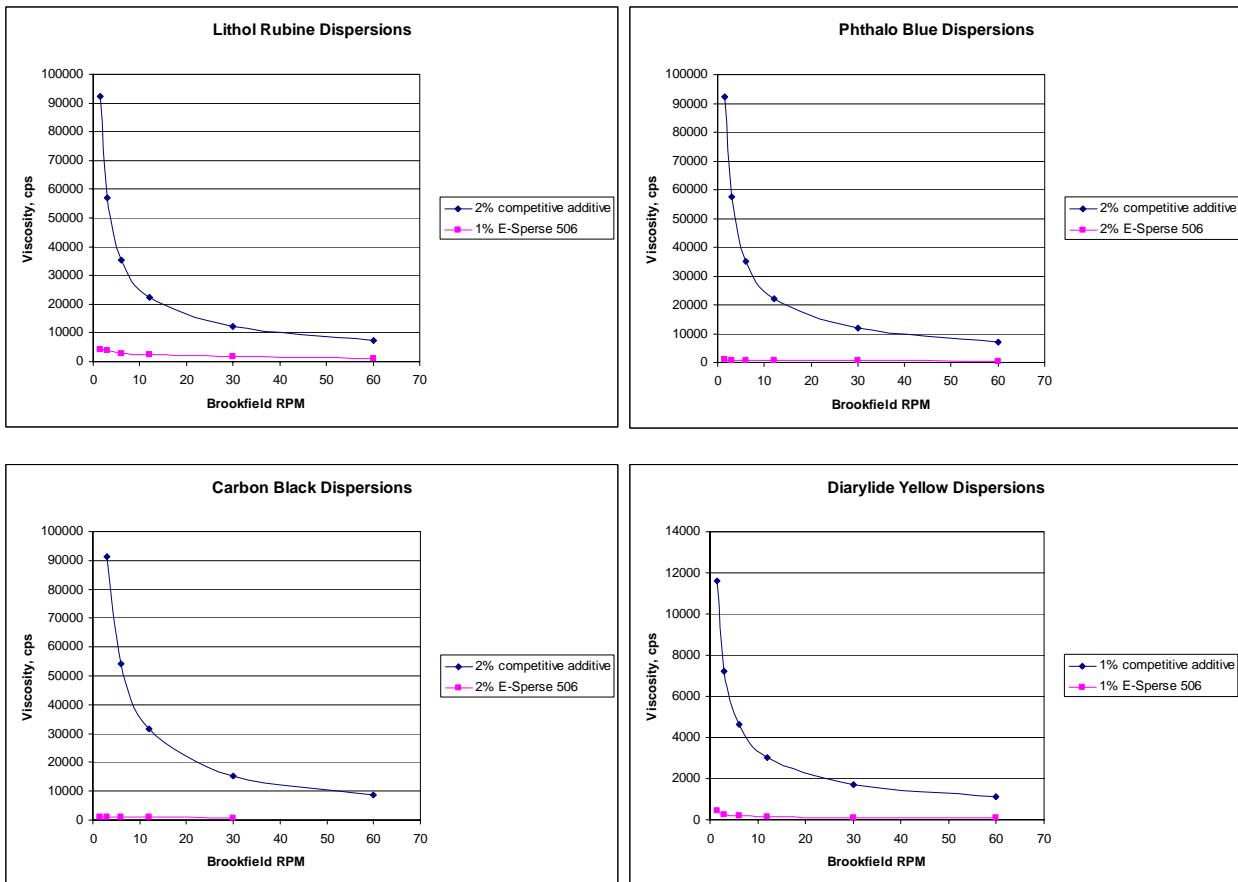 Lithol Rubine Dispersions
100000
90000
80000
70000
60000
50000
40000
30000
20000
10000
0
Viscosity, cps
0 10 20 30 40 50 60 70
Brookfield RPM
2% competitive additive
1% E-Sperse 506
Phthalo Blue Dispersions
100000
90000
80000
70000
60000
50000
40000
30000
20000
10000
0
Viscosity, cps
0 10 20 30 40 50 60 70
Brookfield RPM
2% competitive additive
2% E-Sperse 506
Carbon Black Dispersions
100000
90000
80000
70000
60000
50000
40000
30000
20000
10000
0
Viscosity, cps
0 10 20 30 40 50 60 70
Brookfield RPM
2% competitive additive
2% E-Sperse 506
Diarylide Yellow Dispersions
14000
12000
10000
8000
6000
4000
2000
0
Viscosity, cps
0 10 20 30 40 50 60 70
Brookfield RPM
1% competitive additive
1% E-Sperse 506